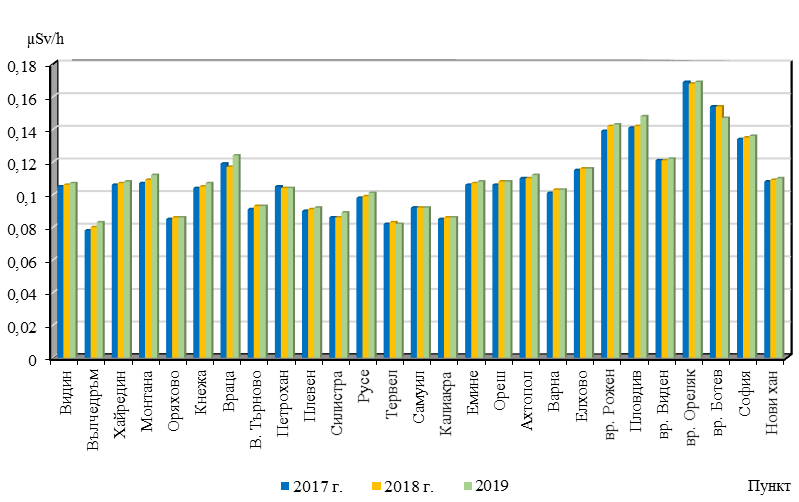 μSv/h
0,18
0,16
0,14
0,12
0,1
0,08
0,06
0,04
0,02
0
Видин
Вълчедръм
Хайредин
Монтана
Оряхово
Кнежа
Враца
В. Търново
Петрохан
Плевен
Силистра
Русе
Тервел
Самуил
Калиакра
Емине
Ореш
Ахтопол
Варна
Елхово
вр. Рожен
Пловдив
вр. Виден
вр. Ореляк
вр. Ботев
София
Нови хан
2017 г. 2018 г. 2019
Пункт